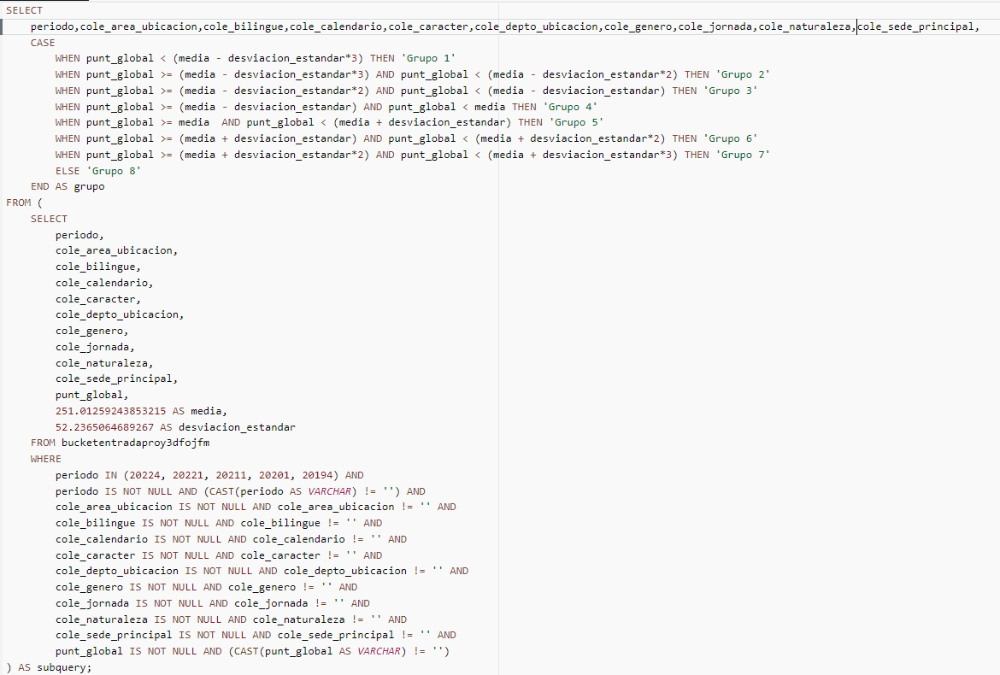 SELECT
periodo,cole_area_ubicacion,cole_bilingue,cole_calendario,cole_caracter,cole_depto_ubicacion,cole_genero,cole_jornada,cole_naturaleza,cole_sede_principal,
CASE
WHEN punt_global < (media - desviacion_estandar*3) THEN 'Grupo 1'
WHEN punt_global >= (media - desviacion_estandar*3) AND punt_global < (media - desviacion_estandar*2) THEN 'Grupo 2'
WHEN punt_global >= (media - desviacion_estandar*2) AND punt_global < (media - desviacion_estandar) THEN 'Grupo 3'
WHEN punt_global >= (media - desviacion_estandar) AND punt_global < media THEN 'Grupo 4'
WHEN punt_global >= media  AND punt_global < (media + desviacion_estandar) THEN 'Grupo 5'
WHEN punt_global >= (media + desviacion_estandar) AND punt_global < (media + desviacion_estandar*2) THEN 'Grupo 6'
WHEN punt_global >= (media + desviacion_estandar*2) AND punt_global < (media + desviacion_estandar*3) THEN 'Grupo 7'
ELSE 'Grupo 8'
END AS grupo
FROM (
SELECT
periodo,
cole_area_ubicacion,
cole_bilingue,
cole_calendario,
cole_caracter,
cole_depto_ubicacion,
cole_genero,
cole_jornada,
cole_naturaleza,
cole_sede_principal,
punt_global,
251.01259243853215 AS media,
52.2365064689267 AS desviacion_estandar
FROM bucketentradaproy3dfojfm
WHERE
periodo IN (20224, 20221, 20211, 20201, 20194) AND
periodo IS NOT NULL AND (CAST(periodo AS VARCHAR) != '') AND
cole_area_ubicacion IS NOT NULL AND cole_area_ubicacion != '' AND
cole_bilingue IS NOT NULL AND cole_bilingue != '' AND
cole_calendario IS NOT NULL AND cole_calendario != '' AND
cole_caracter IS NOT NULL AND cole_caracter != '' AND
cole_depto_ubicacion IS NOT NULL AND cole_depto_ubicacion != '' AND
cole_genero IS NOT NULL AND cole_genero != '' AND
cole_jornada IS NOT NULL AND cole_jornada != '' AND
cole_naturaleza IS NOT NULL AND cole_naturaleza != '' AND
cole_sede_principal IS NOT NULL AND cole_sede_principal != '' AND
punt_global IS NOT NULL AND (CAST(punt_global AS VARCHAR) != '')
) AS subquery;